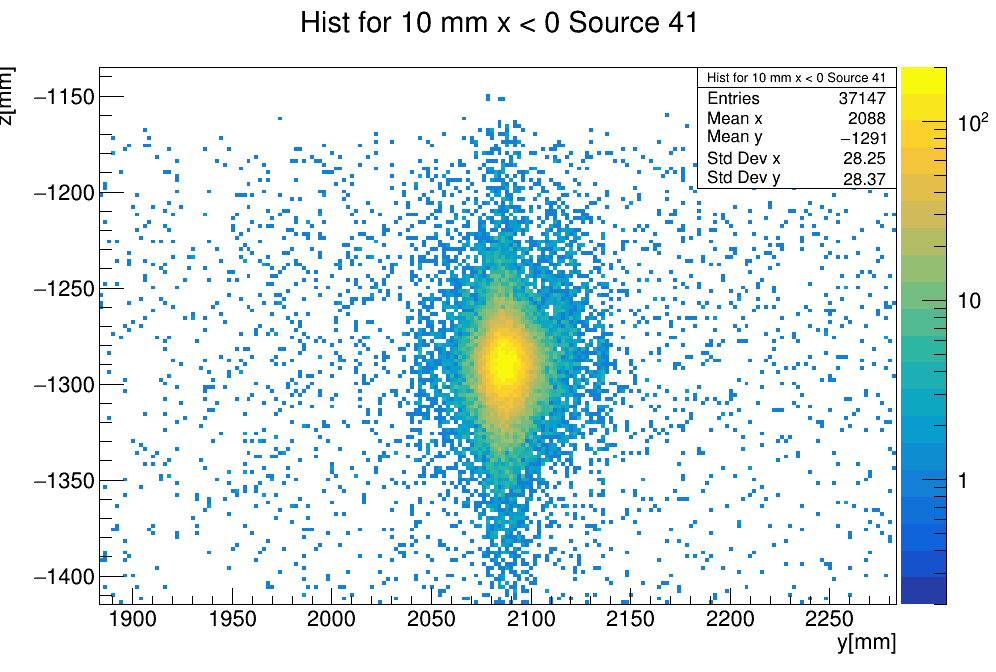 Hist for 10 mm x < 0 Source 41
z[mm]
Hist for 10 mm x < 0 Source 41
Entries 37147
Mean x 2088
Mean y −1291
Std Dev x 28.25
Std Dev y 28.37
−1150
−1200
−1250
−1300
−1350
−1400
1900 1950 2000 2050 2100 2150 2200 2250
y[mm]
10²
10
1